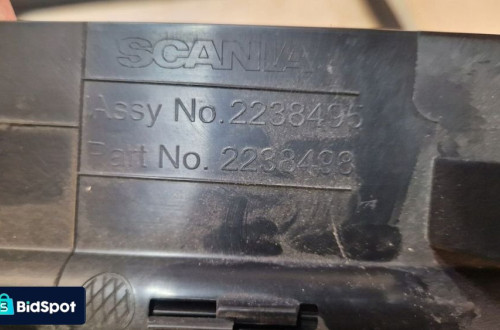 SCANIA
Assy No. 2238495
Part No. 2238498
BidSpot